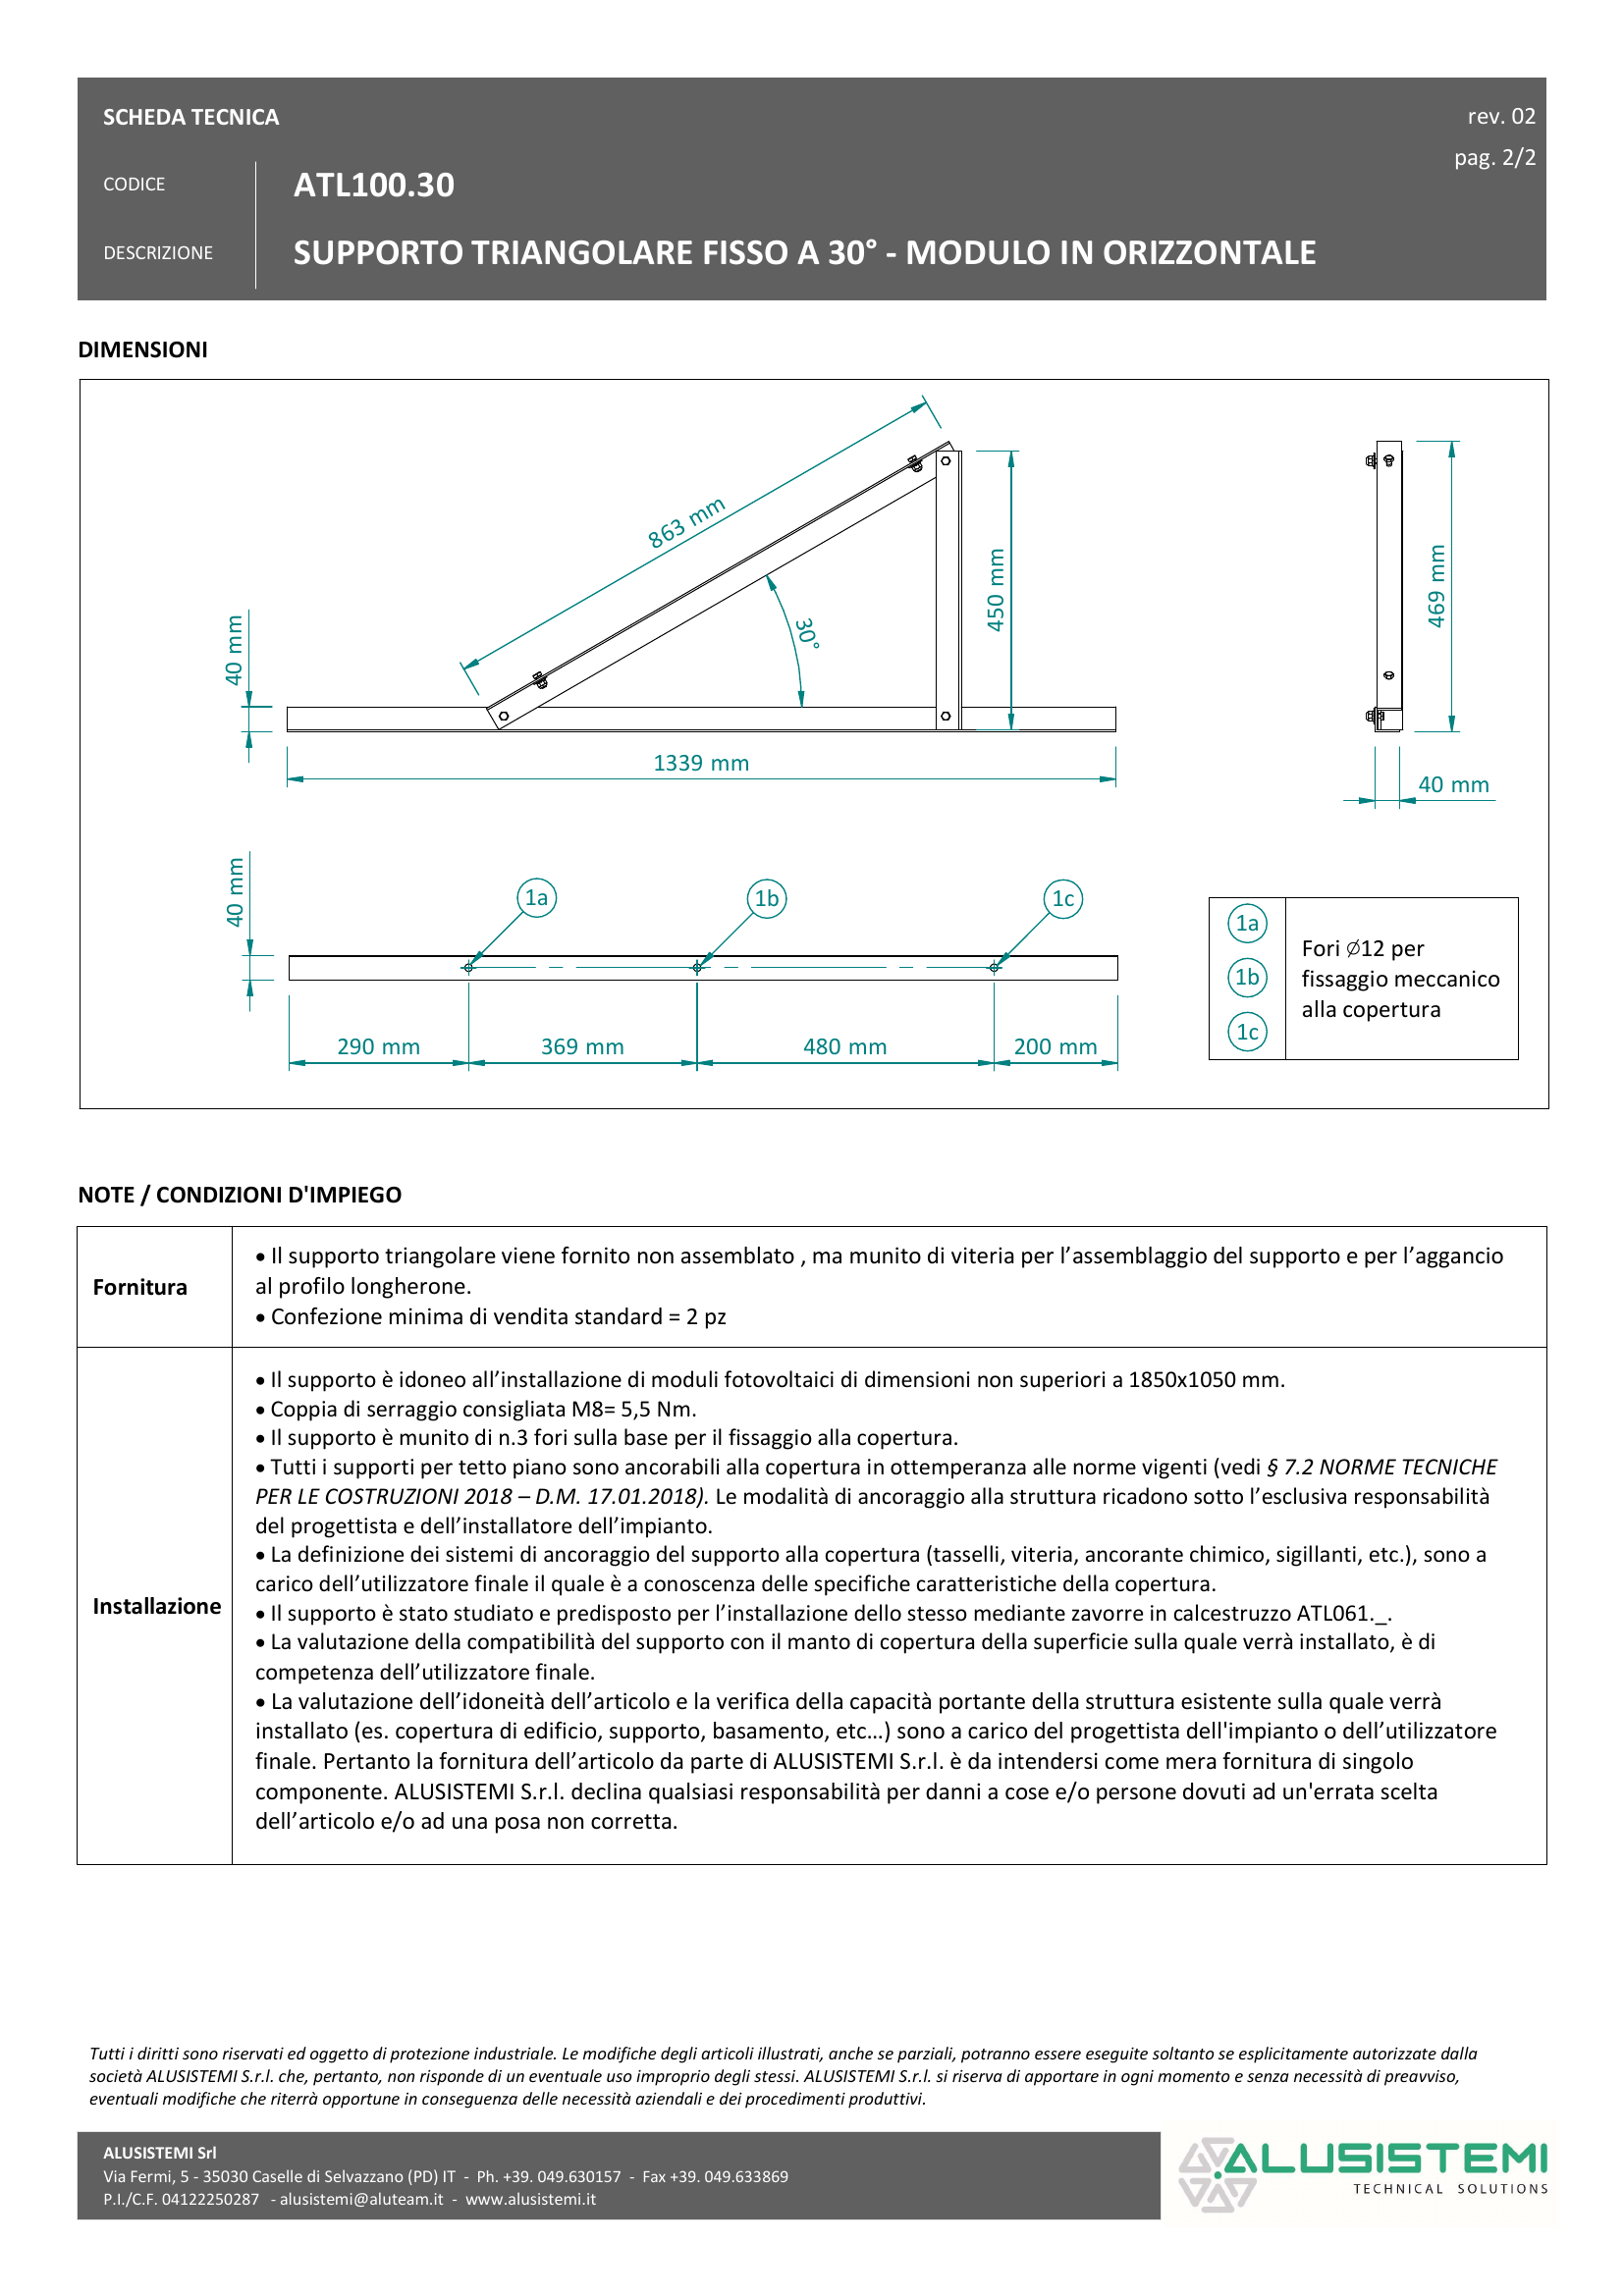 SCHEDA TECNICA
rev. 02
pag. 2/2
CODICE
ATL100.30
DESCRIZIONE
SUPPORTO TRIANGOLARE FISSO A 30° - MODULO IN ORIZZONTALE
DIMENSIONI
863 mm
30°
450 mm
469 mm
40 mm
1339 mm
40 mm
40 mm
1a
1b
1c
290 mm
369 mm
480 mm
200 mm
1a
1b
1c
Fori ∅12 per
fissaggio meccanico
alla copertura
NOTE / CONDIZIONI D'IMPIEGO
Fornitura
• Il supporto triangolare viene fornito non assemblato , ma munito di viteria per l’assemblaggio del supporto e per l’aggancio
al profilo longherone.
• Confezione minima di vendita standard = 2 pz
Installazione
• Il supporto è idoneo all’installazione di moduli fotovoltaici di dimensioni non superiori a 1850x1050 mm.
• Coppia di serraggio consigliata M8= 5,5 Nm.
• Il supporto è munito di n.3 fori sulla base per il fissaggio alla copertura.
• Tutti i supporti per tetto piano sono ancorabili alla copertura in ottemperanza alle norme vigenti (vedi § 7.2 NORME TECNICHE
PER LE COSTRUZIONI 2018 – D.M. 17.01.2018). Le modalità di ancoraggio alla struttura ricadono sotto l’esclusiva responsabilità
del progettista e dell’installatore dell’impianto.
• La definizione dei sistemi di ancoraggio del supporto alla copertura (tasselli, viteria, ancorante chimico, sigillanti, etc.), sono a
carico dell’utilizzatore finale il quale è a conoscenza delle specifiche caratteristiche della copertura.
• Il supporto è stato studiato e predisposto per l’installazione dello stesso mediante zavorre in calcestruzzo ATL061._.
• La valutazione della compatibilità del supporto con il manto di copertura della superficie sulla quale verrà installato, è di
competenza dell’utilizzatore finale.
• La valutazione dell’idoneità dell’articolo e la verifica della capacità portante della struttura esistente sulla quale verrà
installato (es. copertura di edificio, supporto, basamento, etc…) sono a carico del progettista dell'impianto o dell’utilizzatore
finale. Pertanto la fornitura dell’articolo da parte di ALUSISTEMI S.r.l. è da intendersi come mera fornitura di singolo
componente. ALUSISTEMI S.r.l. declina qualsiasi responsabilità per danni a cose e/o persone dovuti ad un'errata scelta
dell’articolo e/o ad una posa non corretta.
Tutti i diritti sono riservati ed oggetto di protezione industriale. Le modifiche degli articoli illustrati, anche se parziali, potranno essere eseguite soltanto se esplicitamente autorizzate dalla
società ALUSISTEMI S.r.l. che, pertanto, non risponde di un eventuale uso improprio degli stessi. ALUSISTEMI S.r.l. si riserva di apportare in ogni momento e senza necessità di preavviso,
eventuali modifiche che riterrà opportune in conseguenza delle necessità aziendali e dei procedimenti produttivi.
ALUSISTEMI Srl
Via Fermi, 5 - 35030 Caselle di Selvazzano (PD) IT - Ph. +39. 049.630157 - Fax +39. 049.633869
P.I./C.F. 04122250287 - alusistemi@aluteam.it - www.alusistemi.it
ALUSISTEMI
TECHNICAL SOLUTIONS